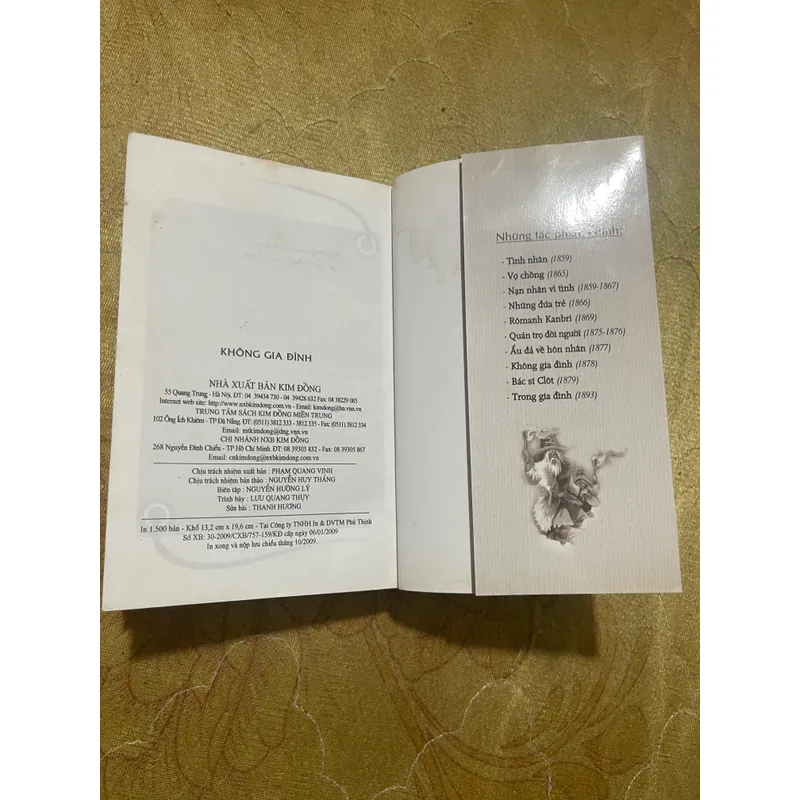 KHÔNG GIA ĐÌNH
NHÀ XUẤT BẢN KIM ĐỒNG
55 Quang Trung - Hà Nội, ĐT: 04 39434 730 - 04 39428 632 Fax: 04 38229 085
Internet web site: http://www.nxbkimdong.com.vn - Email: kimdong@hn.vnn.vn
TRUNG TÂM SÁCH KIM ĐỒNG MIỀN TRUNG
102 Ông Ích Khiêm - TP Đà Nẵng, ĐT: (0511) 3812 333 - 3812 335 - Fax: (0511) 3812 334
Email: mtkimdong@dng.vnn.vn
CHI NHÁNH NXB KIM ĐỒNG
268 Nguyễn Đình Chiểu - TP Hồ Chí Minh, ĐT: 08 39303 832 - Fax: 08 39305 867
Email: cnkimdong@nxbkimdong.com.vn
Chịu trách nhiệm xuất bản : PHẠM QUANG VINH
Chịu trách nhiệm bản thảo : NGUYỄN HUY THẮNG
Biên tập : NGUYỄN HƯỜNG LÝ
Trình bày : LƯU QUANG THỤY
Sửa bài : THANH HƯƠNG
In 1.500 bản - Khổ 13,2 cm x 19,6 cm - Tại Công ty TNHH In & DVTM Phú Thịnh
Số XB: 30-2009/CXB/757-159/KĐ cấp ngày 06/01/2009
In xong và nộp lưu chiểu tháng 10/2009.
Những tác
- Tình nhân (1859)
- Vợ chồng (1865)
- Nạn nhân vì tình (1859-1867)
- Những đứa trẻ (1866)
- Rômanh Kanbri (1869)
- Quán trọ đời người (1875-1876)
- Ẩu đả về hôn nhân (1877)
- Không gia đình (1878)
- Bác sĩ Clôt (1879)
- Trong gia đình (1893)